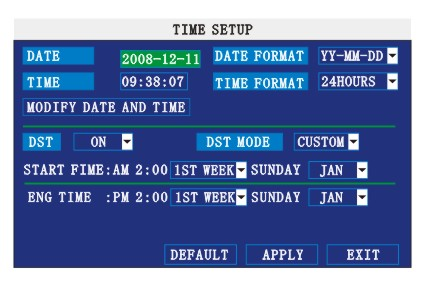 TIME SETUP
DATE 2008-12-11 DATE FORMAT YY-MM-DD
TIME 09:38:07 TIME FORMAT 24HOURS
MODIFY DATE AND TIME
DST ON DST MODE CUSTOM
START FIME:AM 2:00 1ST WEEK SUNDAY JAN
ENG TIME :PM 2:00 1ST WEEK SUNDAY JAN
DEFAULT APPLY EXIT